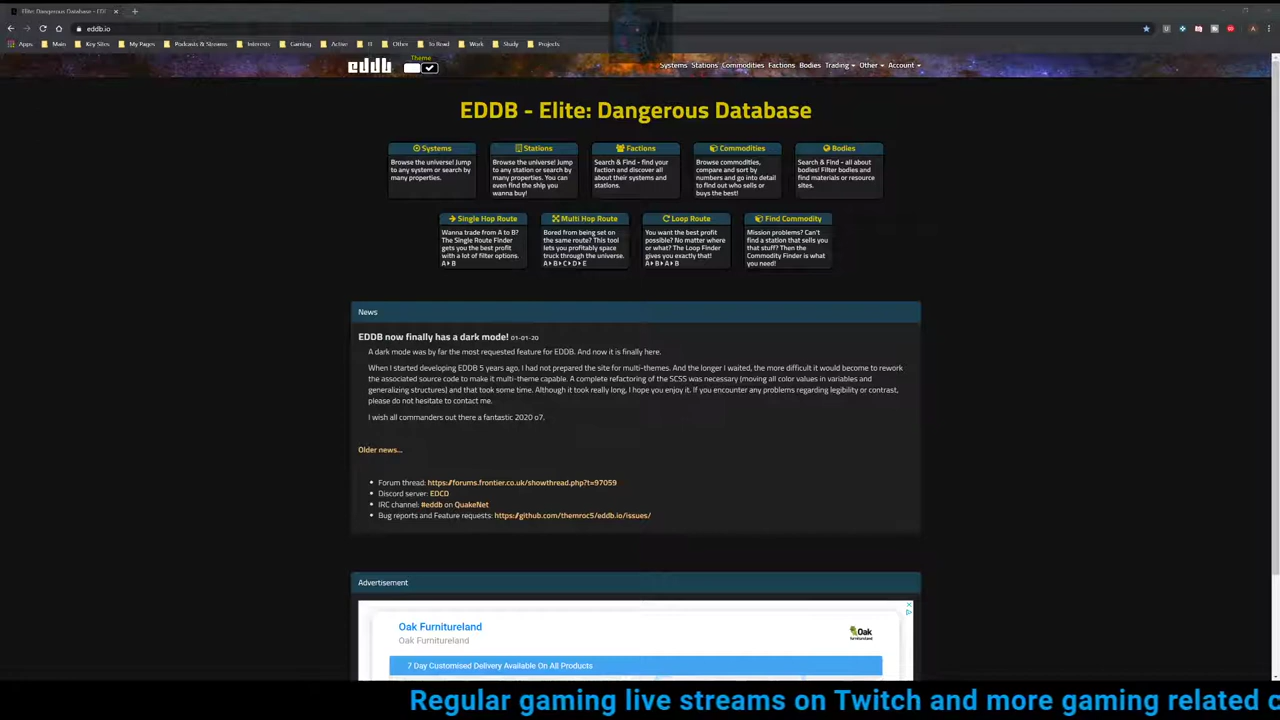 Elite: Dangerous Database - EDI
eddb.io
Apps Main Key Sites My Pages Podcasts & Streams Interests Gaming Active IT Other To Read Work Study Projects
eddb Theme Systems Stations Commodities Factions Bodies Trading Other Account
EDDB - Elite: Dangerous Database
Systems
Browse the universe! Jump
to any system or search by
many properties.
Stations
Browse the universe! Jump
to any station or search by
many properties. You can
even find the ship you
wanna buy!
Factions
Search & Find - find your
faction and discover all
about their systems and
stations.
Commodities
Browse commodities,
compare and sort by
numbers and go into detail
to find out who sells or
buys the best!
Bodies
Search & Find - all about
bodies! Filter bodies and
find materials or resource
sites.
Single Hop Route
Wanna trade from A to B?
The Single Route Finder
gets you the best profit
with a lot of filter options.
A B
Multi Hop Route
Bored from being set on
the same route? This tool
lets you profitably space
truck through the universe.
A B C D E
Loop Route
You want the best profit
possible? No matter where
or what? The Loop Finder
gives you exactly that!
A B A B
Find Commodity
Mission problems? Can't
find a station that sells you
that stuff? Then the
Commodity Finder is what
you need!
News
EDDB now finally has a dark mode! 01-01-20
A dark mode was by far the most requested feature for EDDB. And now it is finally here.
When I started developing EDDB 5 years ago, I had not prepared the site for multi-themes. And the longer I waited, the more difficult it would become to rework
the associated source code to make it multi-theme capable. A complete refactoring of the SCSS was necessary (moving all color values in variables and
generalizing structures) and that took some time. Although it took really long, I hope you enjoy it. If you encounter any problems regarding legibility or contrast,
please do not hesitate to contact me.
I wish all commanders out there a fantastic 2020 o7.
Older news...
Forum thread: https://forums.frontier.co.uk/showthread.php?t=97059
Discord server: EDCD
IRC channel: #eddb on QuakeNet
Bug reports and Feature requests: https://github.com/themroc5/eddb.io/issues/
Advertisement
Oak Furnitureland
Oak Furnitureland
Oak
furnitureland
7 Day Customised Delivery Available On All Products
Regular gaming live streams on Twitch and more gaming related c